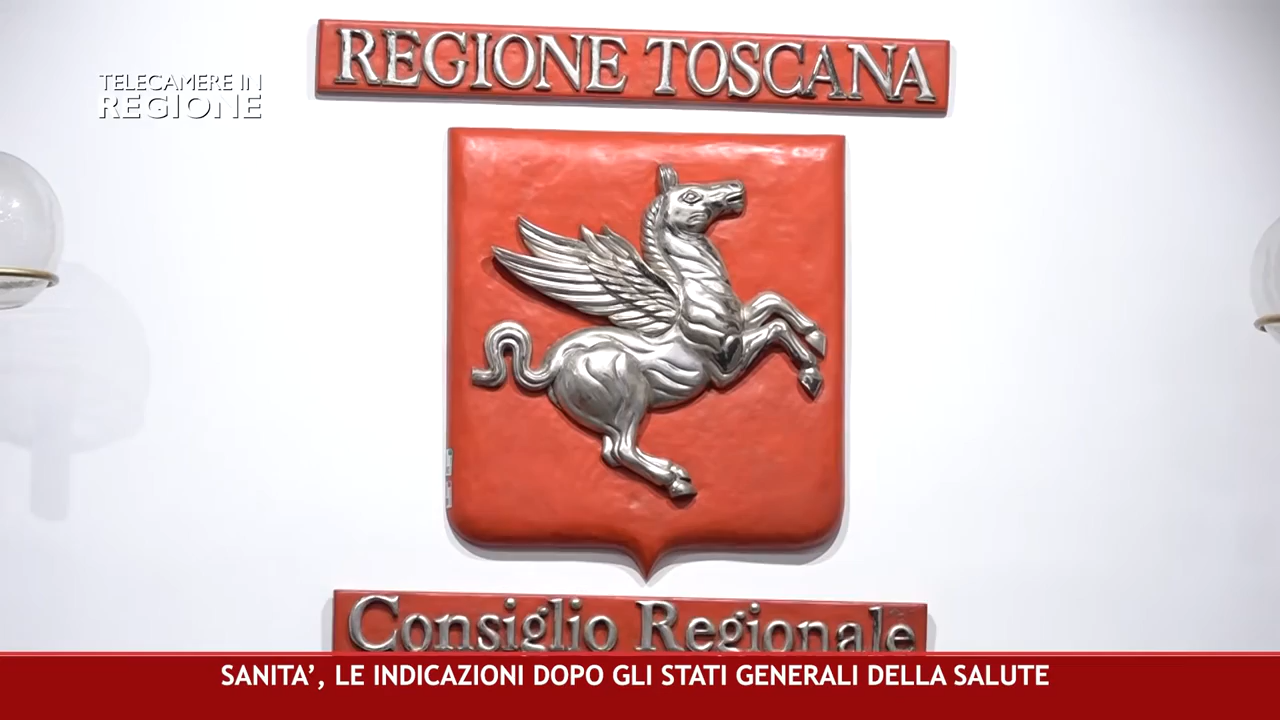 REGIONE TOSCANA
TELECAMERE IN
REGIONE
Consiglio Regionale
SANITA’, LE INDICAZIONI DOPO GLI STATI GENERALI DELLA SALUTE